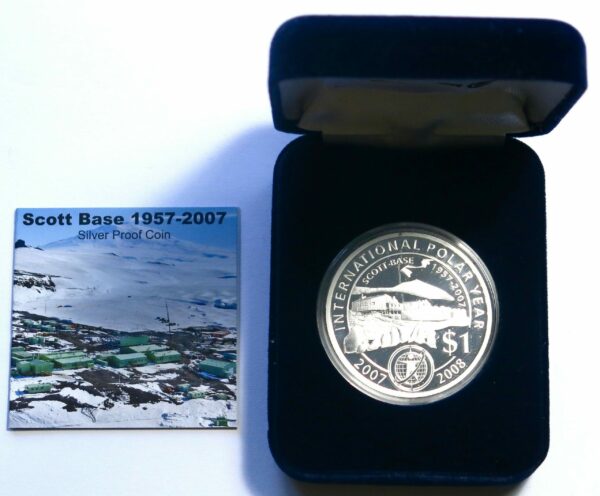 Scott Base 1957-2007
Silver Proof Coin
INTERNATIONAL POLAR YEAR
SCOTT-BASE 1957-2007
$1
2007 2008